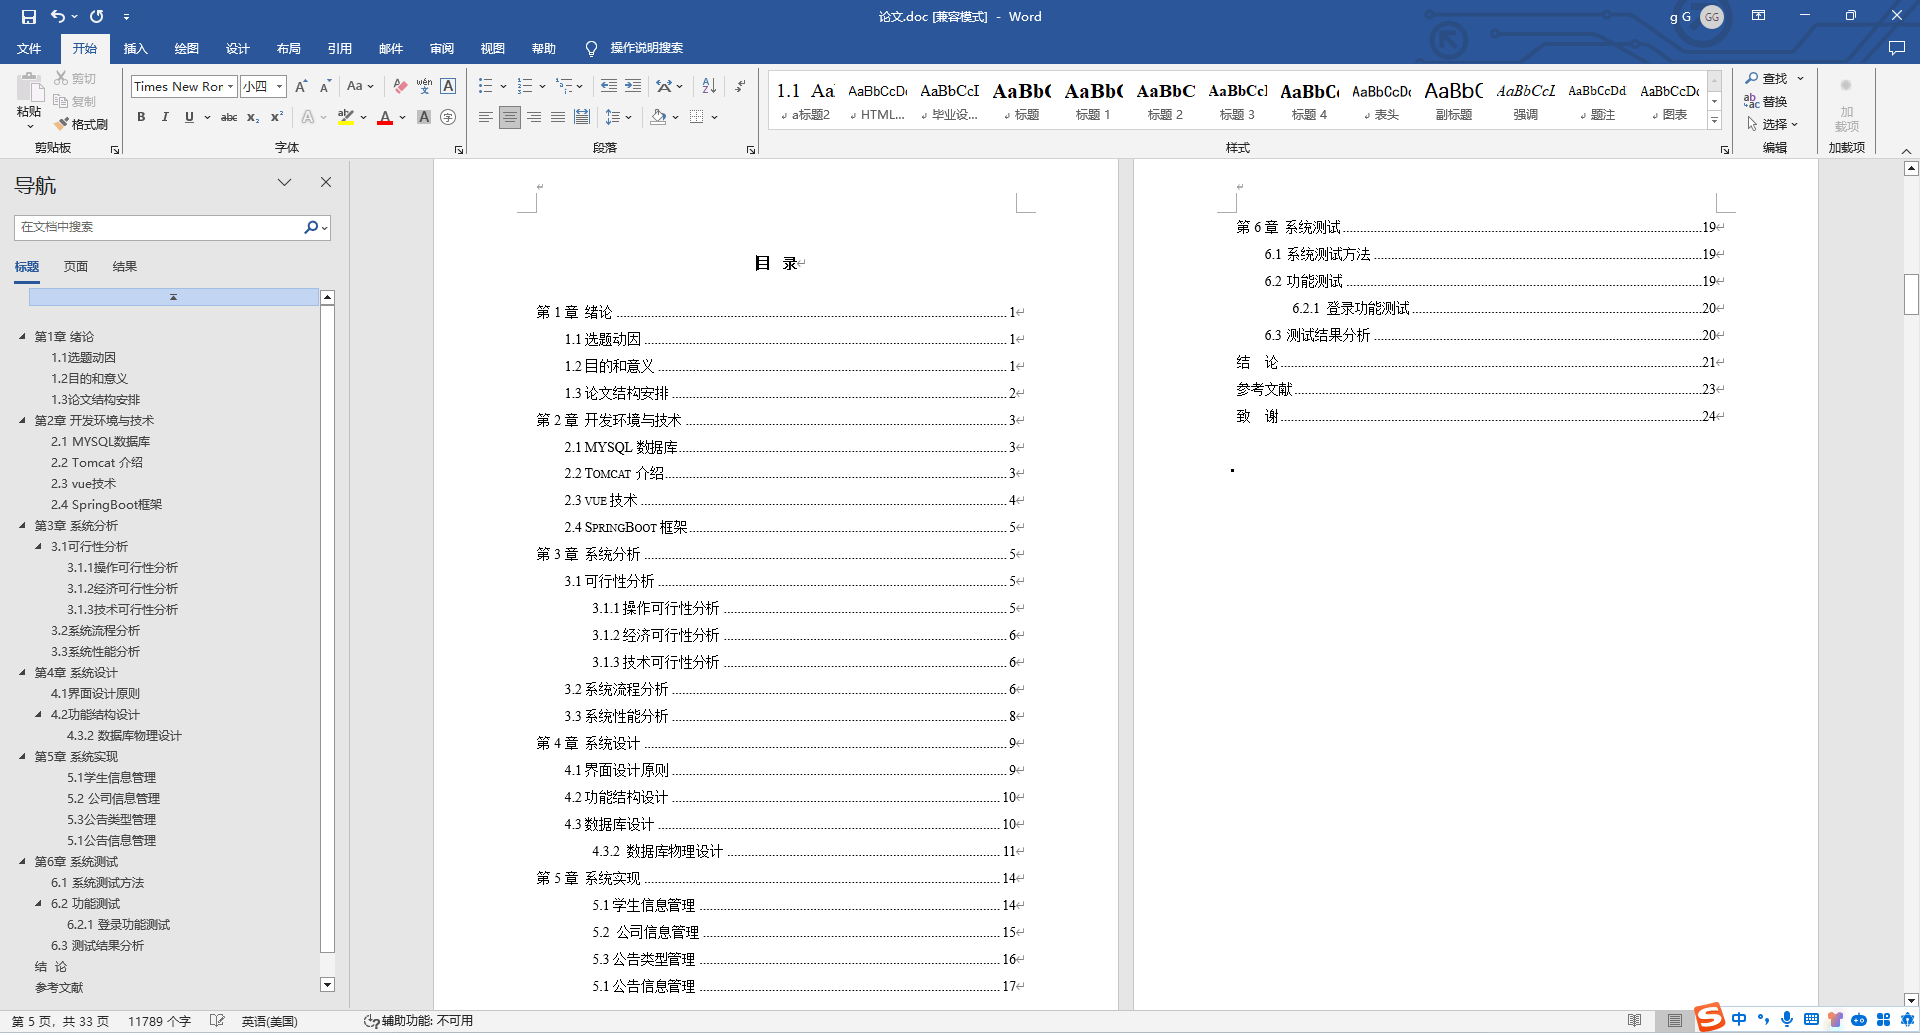 论文.doc [兼容模式] - Word
g G GG
文件 开始 插入 绘图 设计 布局 引用 邮件 审阅 视图 帮助 操作说明搜索
粘贴
剪切
复制
格式刷
剪贴板
Times New Ror 小四
字体
段落
1.1 Aa AaBbCcDc AaBbCcI AaBb( AaBb( AaBbC AaBbCcI AaBbC AaBbCcDc AaBbC AaBbCcL AaBbCcDd AaBbCcDc
a标题2 HTML... 毕业设... 标题 标题 1 标题 2 标题 3 标题 4 表头 副标题 强调 题注 图表
样式
查找
替换
选择
编辑
加载项
加载项
导航
在文档中搜索
标题 页面 结果
第1章 绪论
1.1选题动因
1.2目的和意义
1.3论文结构安排
第2章 开发环境与技术
2.1 MYSQL数据库
2.2 Tomcat 介绍
2.3 vue技术
2.4 SpringBoot框架
第3章 系统分析
3.1可行性分析
3.1.1操作可行性分析
3.1.2经济可行性分析
3.1.3技术可行性分析
3.2系统流程分析
3.3系统性能分析
第4章 系统设计
4.1界面设计原则
4.2功能结构设计
4.3.2 数据库物理设计
第5章 系统实现
5.1学生信息管理
5.2 公司信息管理
5.3公告类型管理
5.1公告信息管理
第6章 系统测试
6.1 系统测试方法
6.2 功能测试
6.2.1 登录功能测试
6.3 测试结果分析
结 论
参考文献
目 录
第 1 章 绪论 1
1.1 选题动因 1
1.2 目的和意义 1
1.3 论文结构安排 2
第 2 章 开发环境与技术 3
2.1 MYSQL 数据库 3
2.2 TOMCAT 介绍 3
2.3 VUE 技术 4
2.4 SPRINGBOOT 框架 5
第 3 章 系统分析 5
3.1 可行性分析 5
3.1.1 操作可行性分析 5
3.1.2 经济可行性分析 6
3.1.3 技术可行性分析 6
3.2 系统流程分析 6
3.3 系统性能分析 8
第 4 章 系统设计 9
4.1 界面设计原则 9
4.2 功能结构设计 10
4.3 数据库设计 10
4.3.2 数据库物理设计 11
第 5 章 系统实现 14
5.1 学生信息管理 14
5.2 公司信息管理 15
5.3 公告类型管理 16
5.1 公告信息管理 17
第 6 章 系统测试 19
6.1 系统测试方法 19
6.2 功能测试 19
6.2.1 登录功能测试 20
6.3 测试结果分析 20
结 论 21
参考文献 23
致 谢 24
第 5 页，共 33 页 11789 个字 英语(美国) 辅助功能: 不可用
中